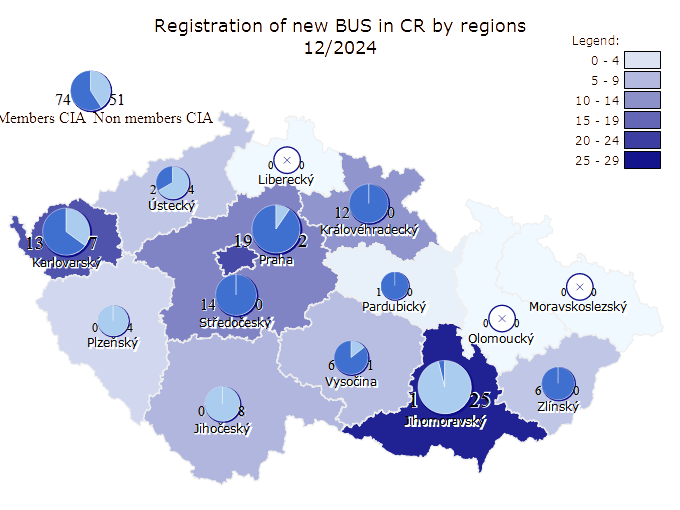 Registration of new BUS in CR by regions
12/2024
Legend:
0 - 4
5 - 9
10 - 14
15 - 19
20 - 24
25 - 29
74 51
Members CIA Non members CIA
0 0
Liberecký
2 4
Ústecký
12 0
Královéhradecký
13 7
Karlovarský
19 2
Praha
1 0
Pardubický
0 0
Moravskoslezský
14 0
Středočeský
0 4
Plzeňský
0 0
Olomoucký
6 1
Vysočina
6 0
Zlínský
0 8
Jihočeský
1 25
Jihomoravský